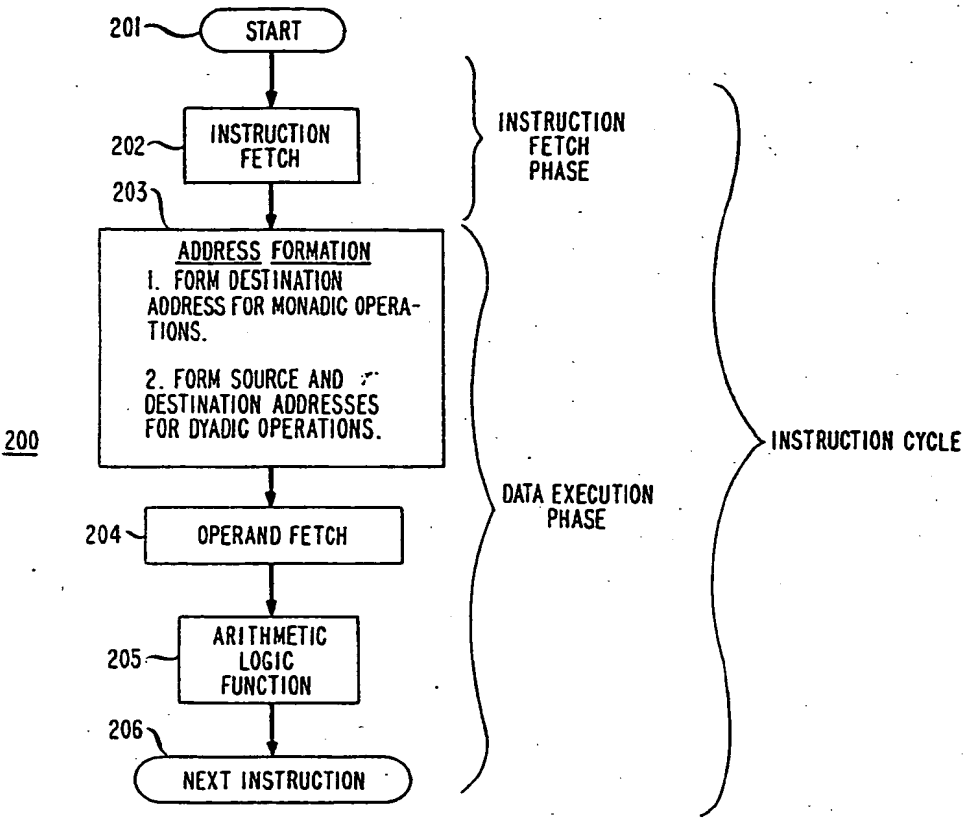 201
START
202
INSTRUCTION
FETCH
INSTRUCTION
FETCH
PHASE
203
ADDRESS FORMATION
1. FORM DESTINATION
ADDRESS FOR MONADIC OPERA-
TIONS.
2. FORM SOURCE AND
DESTINATION ADDRESSES
FOR DYADIC OPERATIONS.
200
INSTRUCTION CYCLE
DATA EXECUTION
PHASE
204
OPERAND FETCH
205
ARITHMETIC
LOGIC
FUNCTION
206
NEXT INSTRUCTION